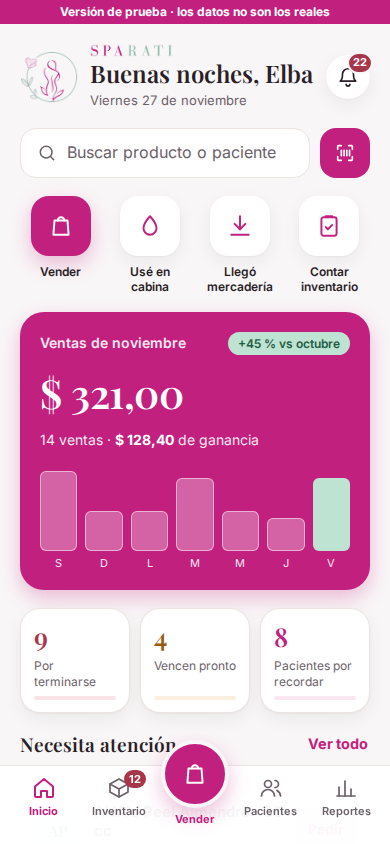 Versión de prueba · los datos no son los reales
SPARATI
Buenas noches, Elba
Viernes 27 de noviembre
22
Buscar producto o paciente
Vender
Usé en cabina
Llegó mercadería
Contar inventario
Ventas de noviembre
+45 % vs octubre
$ 321,00
14 ventas · $ 128,40 de ganancia
S D L M M J V
9
Por terminarse
4
Vencen pronto
8
Pacientes por recordar
Necesita atención
Ver todo
Inicio
12
Inventario
Vender
Pacientes
Reportes